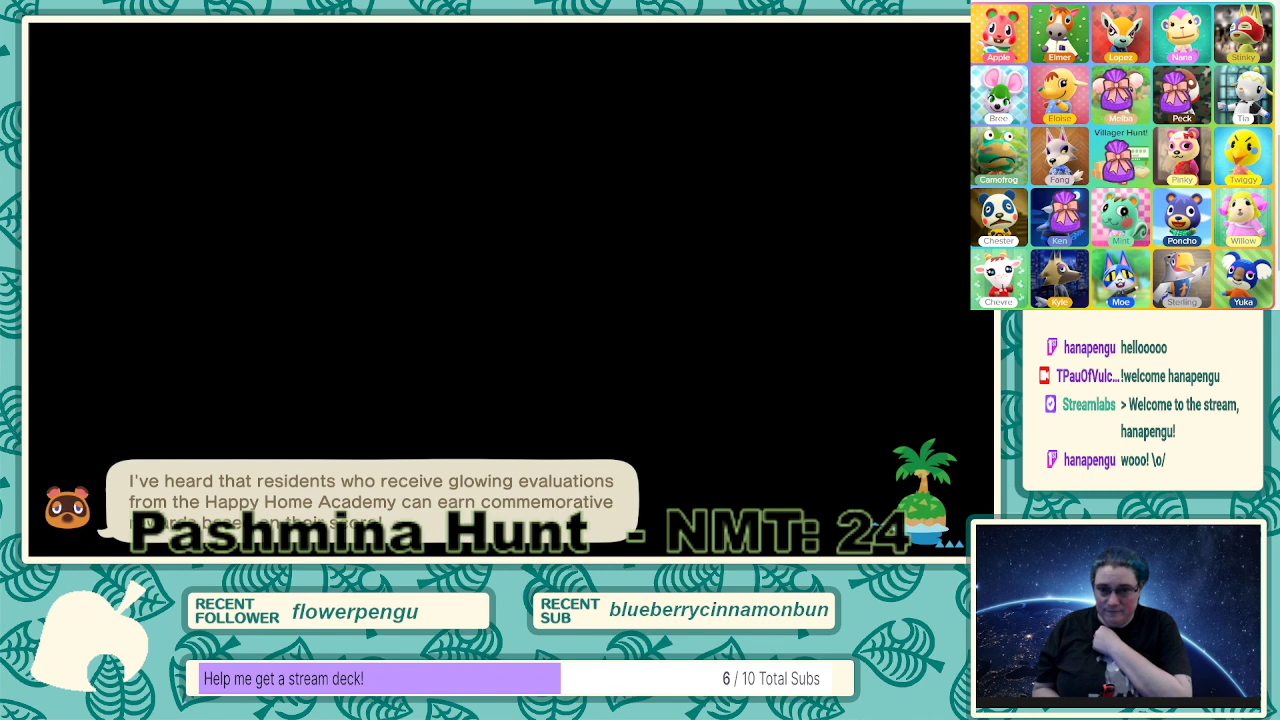 Apple
Elmer
Lopez
Nana
Stinky
Bree
Eloise
Melba
Peck
Tia
Villager Hunt!
Camofrog
Fang
Pinky
Twiggy
Chester
Ken
Mint
Poncho
Willow
Chevre
Kyle
Moe
Sterling
Yuka
hanapengu hellooooo
TPauOfVulc... !welcome hanapengu
Streamlabs > Welcome to the stream,
hanapengu!
hanapengu wooo! \o/
I've heard that residents who receive glowing evaluations
from the Happy Home Academy can earn commemorative
Pashmina Hunt - NMT: 24
RECENT
FOLLOWER flowerpengu
RECENT
SUB blueberrycinnamonbun
Help me get a stream deck! 6 / 10 Total Subs